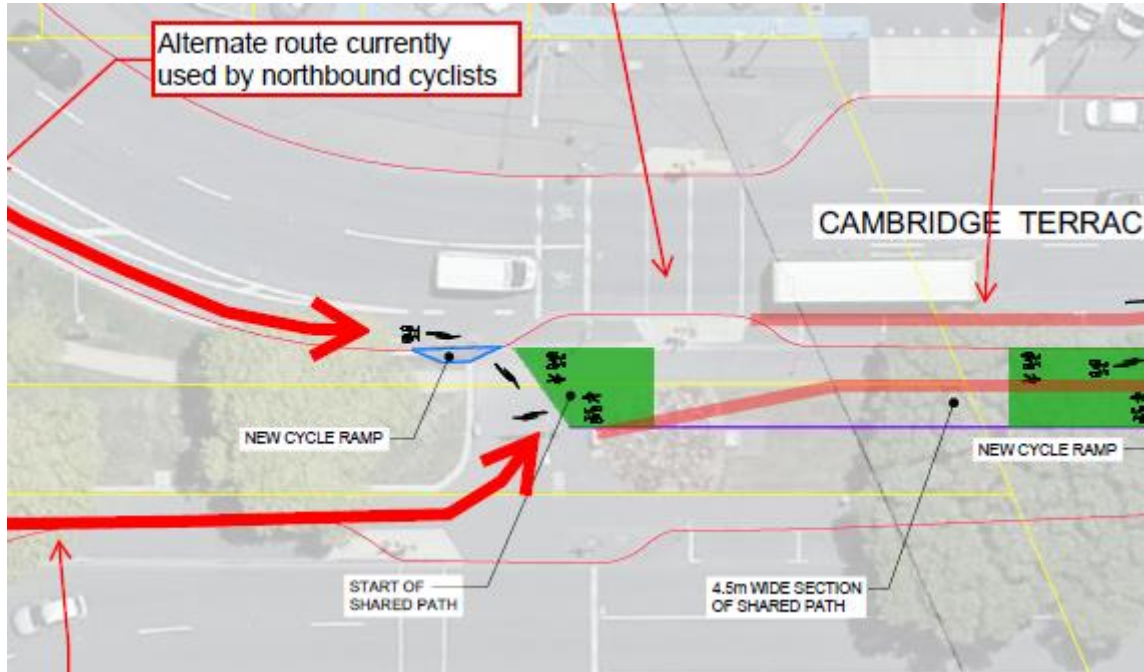 Alternate route currently
used by northbound cyclists
CAMBRIDGE TERRAC
NEW CYCLE RAMP
NEW CYCLE RAMP
START OF
SHARED PATH
4.5m WIDE SECTION
OF SHARED PATH